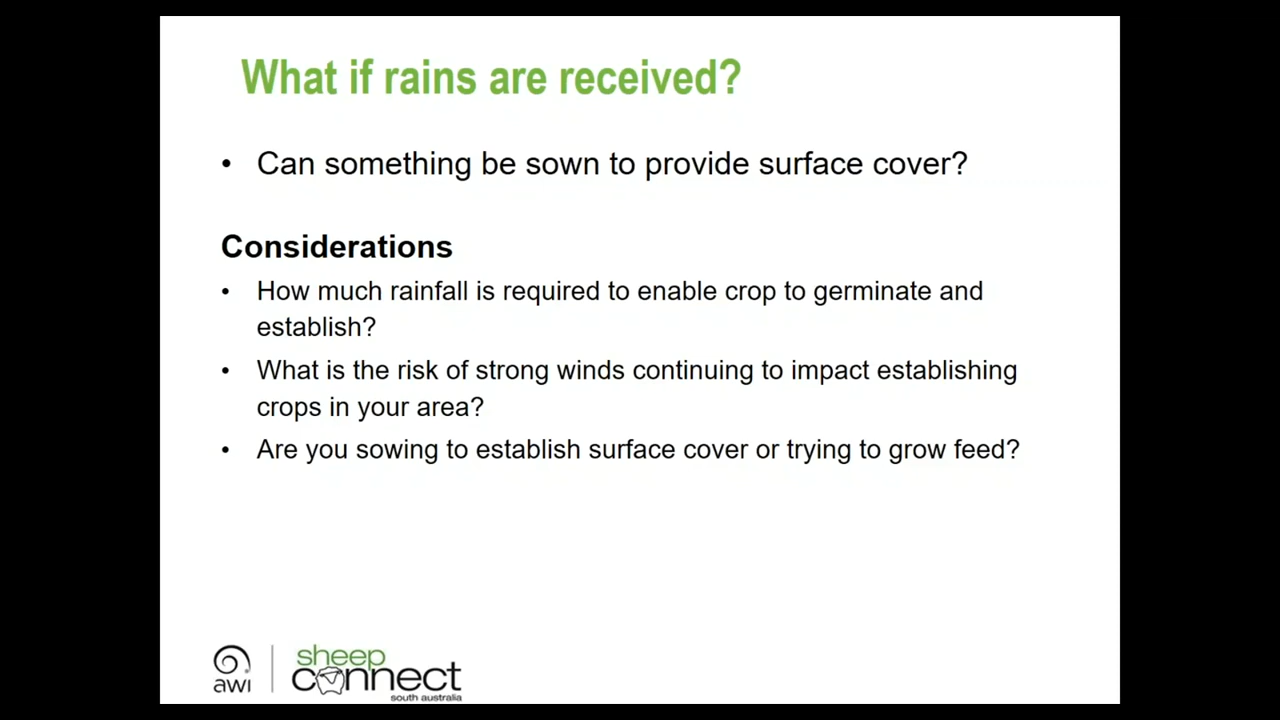 What if rains are received?
• Can something be sown to provide surface cover?
Considerations
• How much rainfall is required to enable crop to germinate and
establish?
• What is the risk of strong winds continuing to impact establishing
crops in your area?
• Are you sowing to establish surface cover or trying to grow feed?
awi
sheep
connect
south australia